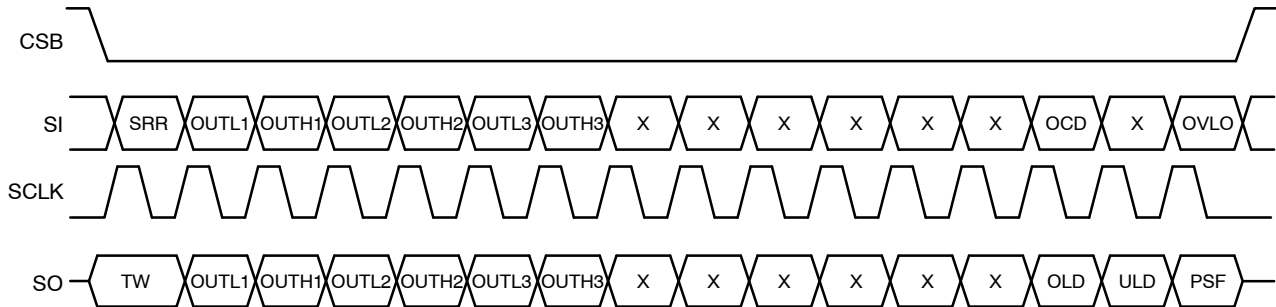 CSB
SI SRR OUTL1 OUTH1 OUTL2 OUTH2 OUTL3 OUTH3 X X X X X X OCD X OVLO
SCLK
SO TW OUTL1 OUTH1 OUTL2 OUTH2 OUTL3 OUTH3 X X X X X X OLD ULD PSF